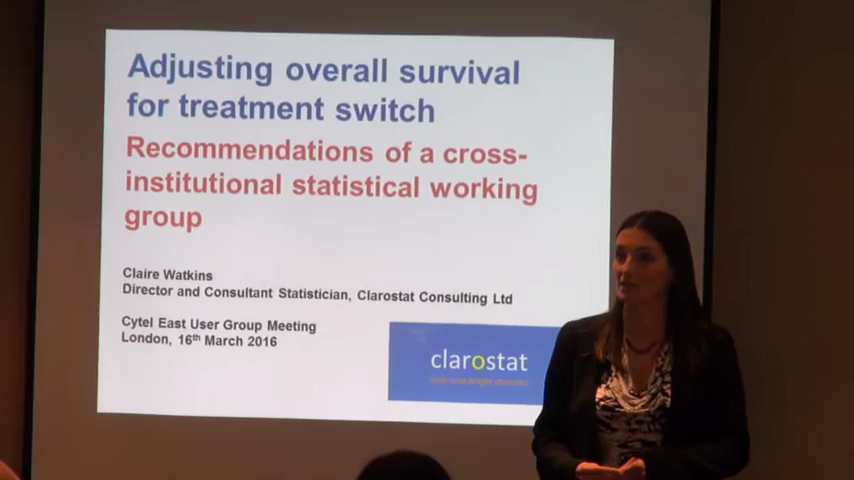 Adjusting overall survival
for treatment switch
Recommendations of a cross-
institutional statistical working
group
Claire Watkins
Director and Consultant Statistician, Clarostat Consulting Ltd
Cytel East User Group Meeting
London, 16th March 2016
clarostat